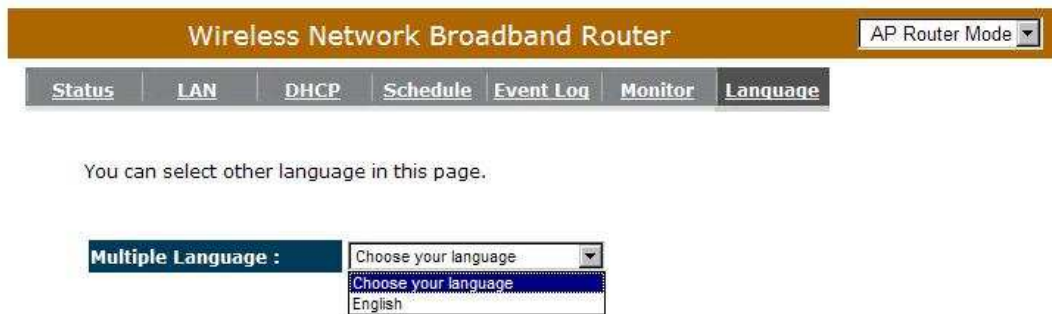 Wireless Network Broadband Router
AP Router Mode
Status LAN DHCP Schedule Event Log Monitor Language
You can select other language in this page.
Multiple Language : Choose your language
Choose your language
English